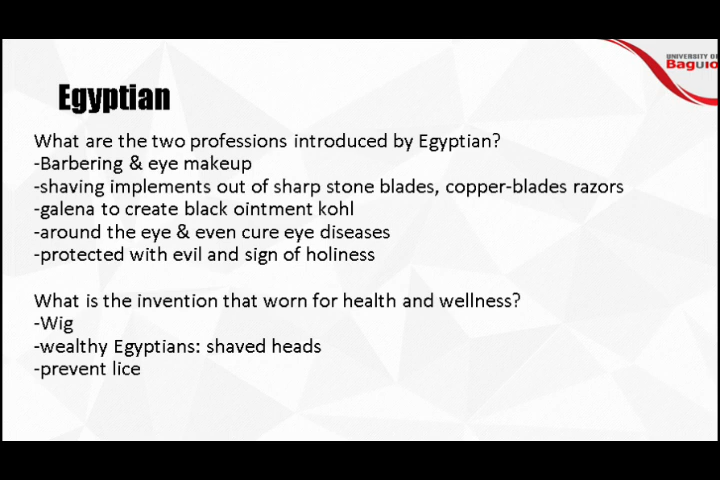 UNIVERSITY OF
Baguio
Egyptian
What are the two professions introduced by Egyptian?
-Barbering & eye makeup
-shaving implements out of sharp stone blades, copper-blades razors
-galena to create black ointment kohl
-around the eye & even cure eye diseases
-protected with evil and sign of holiness
What is the invention that worn for health and wellness?
-Wig
-wealthy Egyptians: shaved heads
-prevent lice